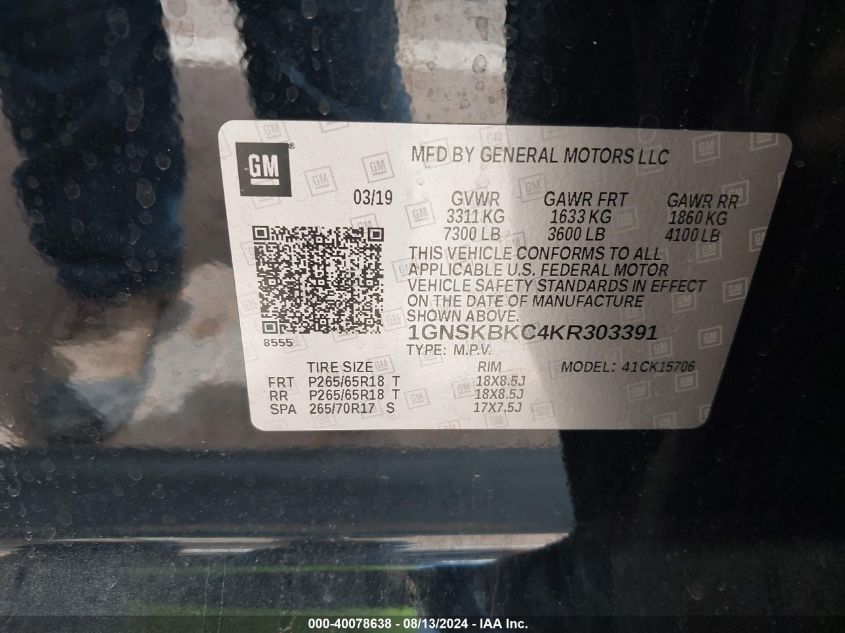 GM
MFD BY GENERAL MOTORS LLC
03/19
GVWR GAWR FRT GAWR RR
3311 KG 1633 KG 1860 KG
7300 LB 3600 LB 4100 LB
THIS VEHICLE CONFORMS TO ALL
APPLICABLE U.S. FEDERAL MOTOR
VEHICLE SAFETY STANDARDS IN EFFECT
ON THE DATE OF MANUFACTURE
SHOWN ABOVE.
1GNSKBKC4KR303391
8555
TYPE: M.P.V.
TIRE SIZE RIM MODEL: 41CK15706
FRT P265/65R18 T 18X8.5J
RR P265/65R18 T 18X8.5J
SPA 265/70R17 S 17X7.5J
000-40078638 - 08/13/2024 - IAA Inc.